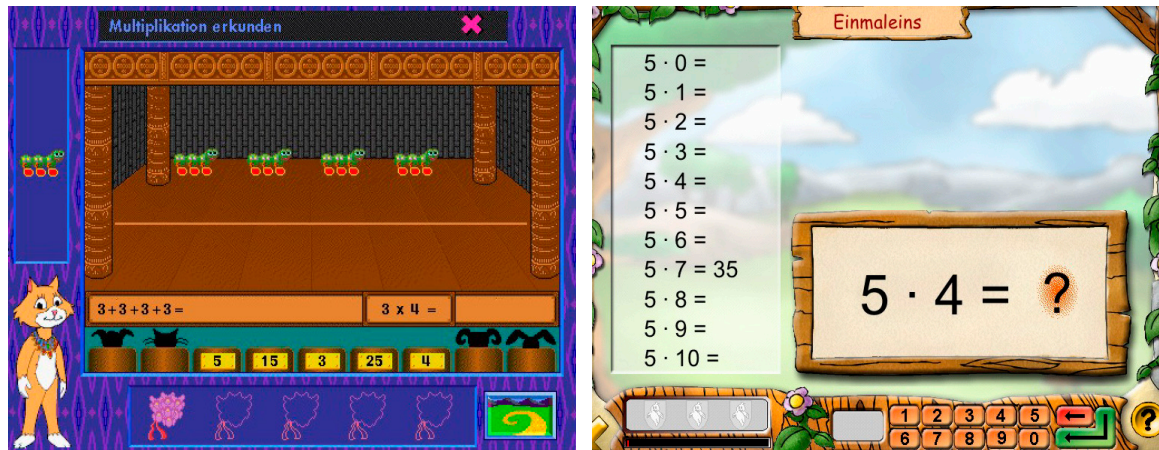 Multiplikation erkunden
3+3+3+3=
3 x 4 =
5 15 3 25 4
Einmaleins
5 · 0 =
5 · 1 =
5 · 2 =
5 · 3 =
5 · 4 =
5 · 5 =
5 · 6 =
5 · 7 = 35
5 · 8 =
5 · 9 =
5 · 10 =
5 · 4 = ?
1 2 3 4 5
6 7 8 9 0
?